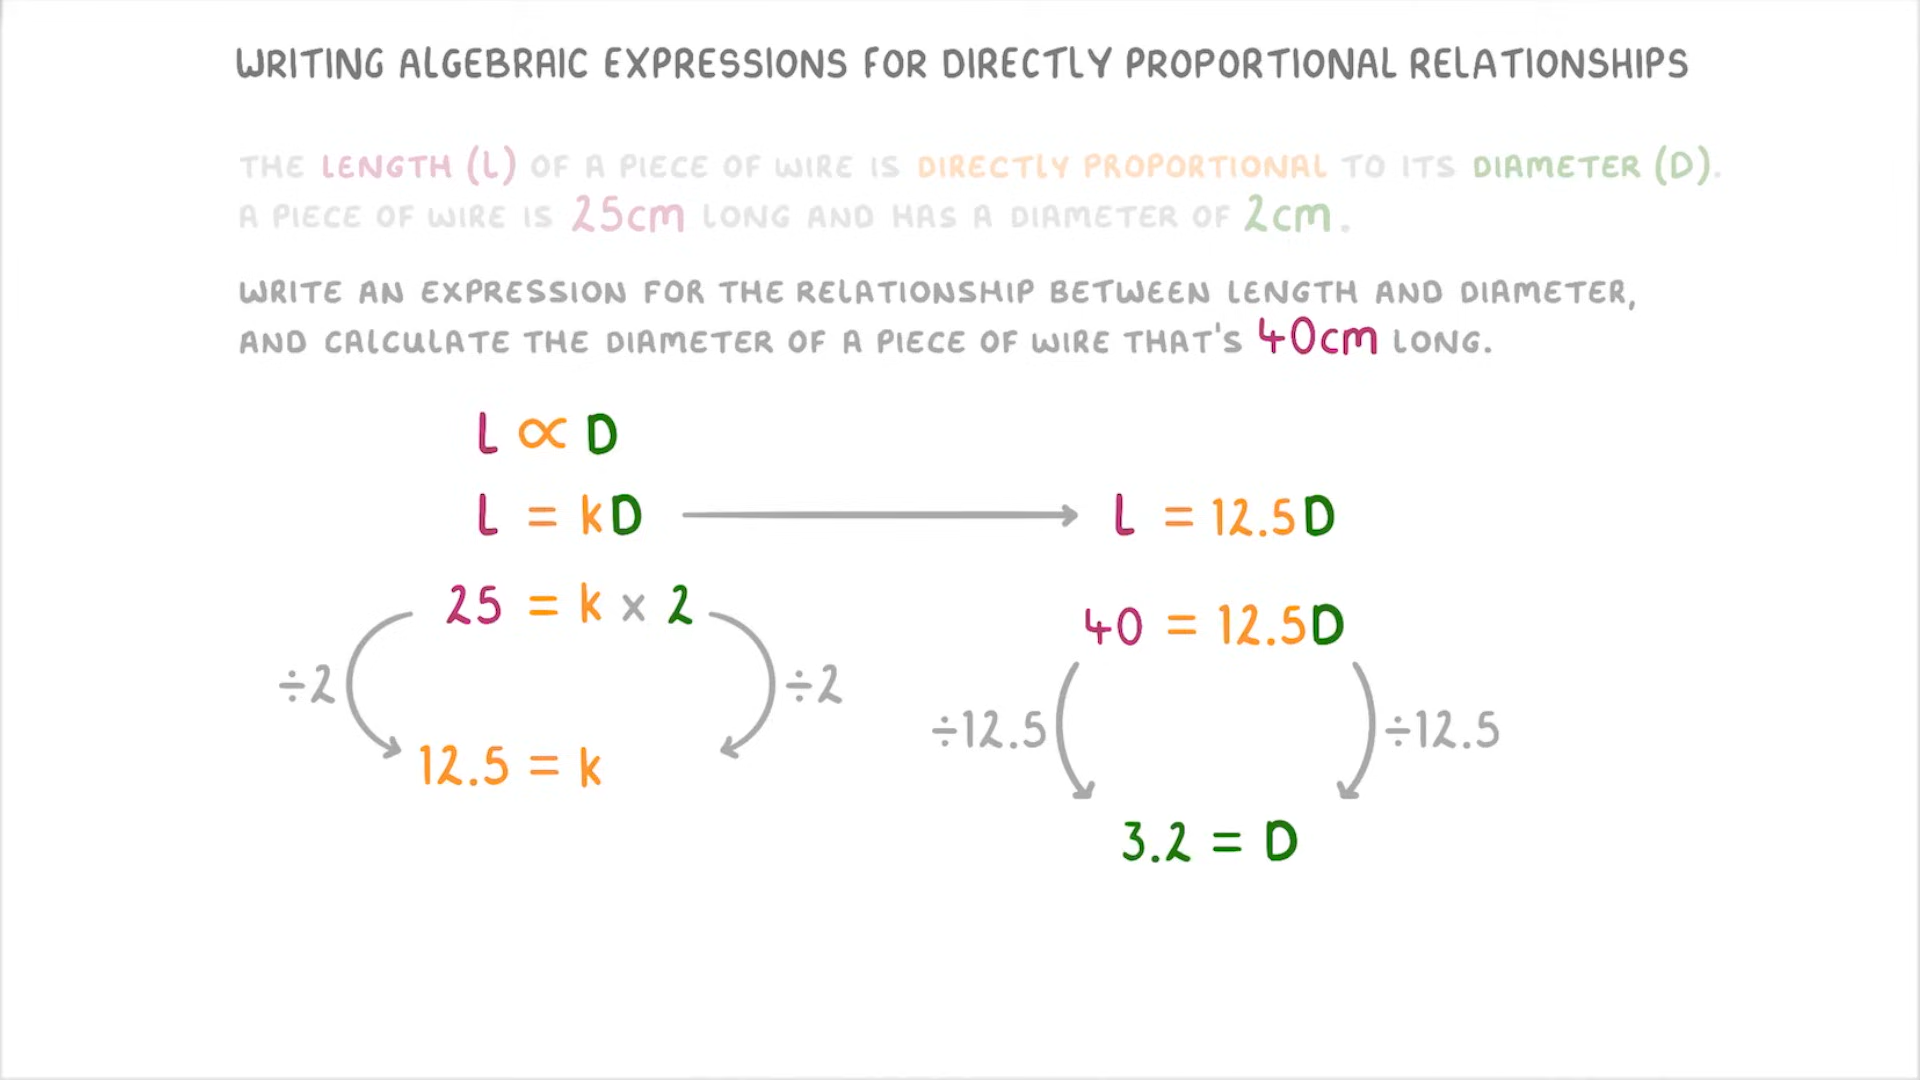 WRITING ALGEBRAIC EXPRESSIONS FOR DIRECTLY PROPORTIONAL RELATIONSHIPS
THE LENGTH (L) OF A PIECE OF WIRE IS DIRECTLY PROPORTIONAL TO ITS DIAMETER (D).
A PIECE OF WIRE IS 25cm LONG AND HAS A DIAMETER OF 2cm.
WRITE AN EXPRESSION FOR THE RELATIONSHIP BETWEEN LENGTH AND DIAMETER,
AND CALCULATE THE DIAMETER OF A PIECE OF WIRE THAT'S 40cm LONG.
L ∝ D
L = kD
25 = k x 2
÷2
÷2
12.5 = k
L = 12.5D
40 = 12.5D
÷12.5
÷12.5
3.2 = D